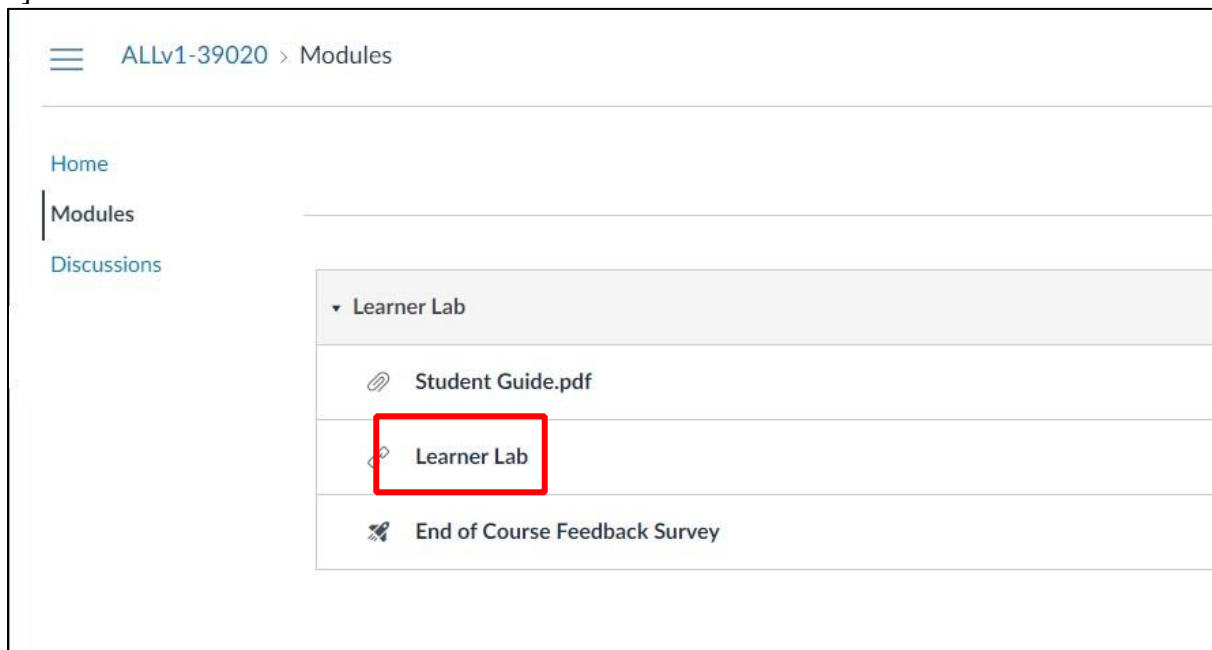 ALLv1-39020 > Modules
Home
Modules
Discussions
Learner Lab
Student Guide.pdf
Learner Lab
End of Course Feedback Survey